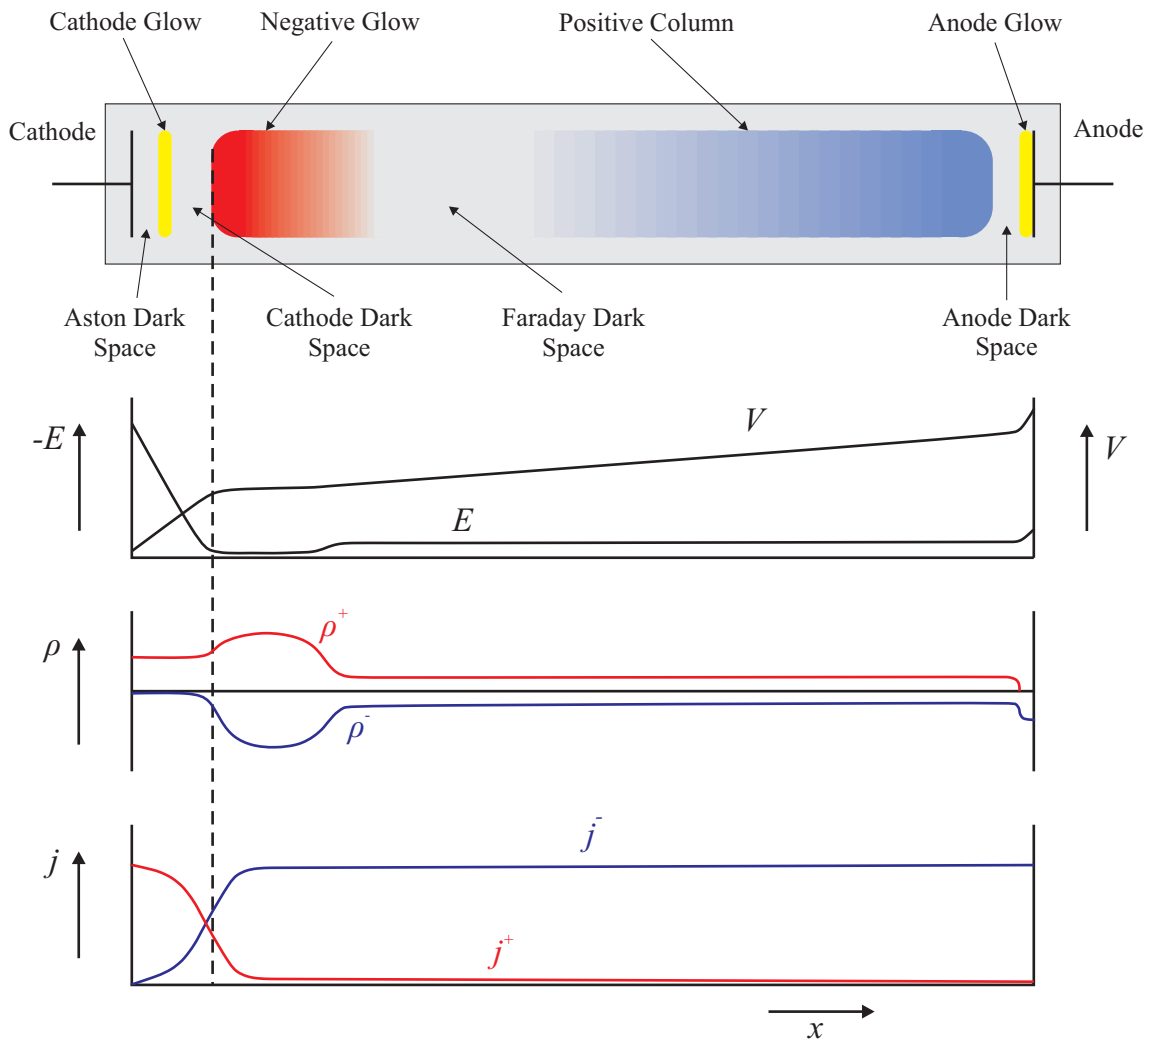 Cathode Glow
Negative Glow
Positive Column
Anode Glow
Cathode
Anode
Aston Dark
Space
Cathode Dark
Space
Faraday Dark
Space
Anode Dark
Space
-E
V
V
E
ρ
ρ⁺
ρ⁻
j
j⁻
j⁺
x